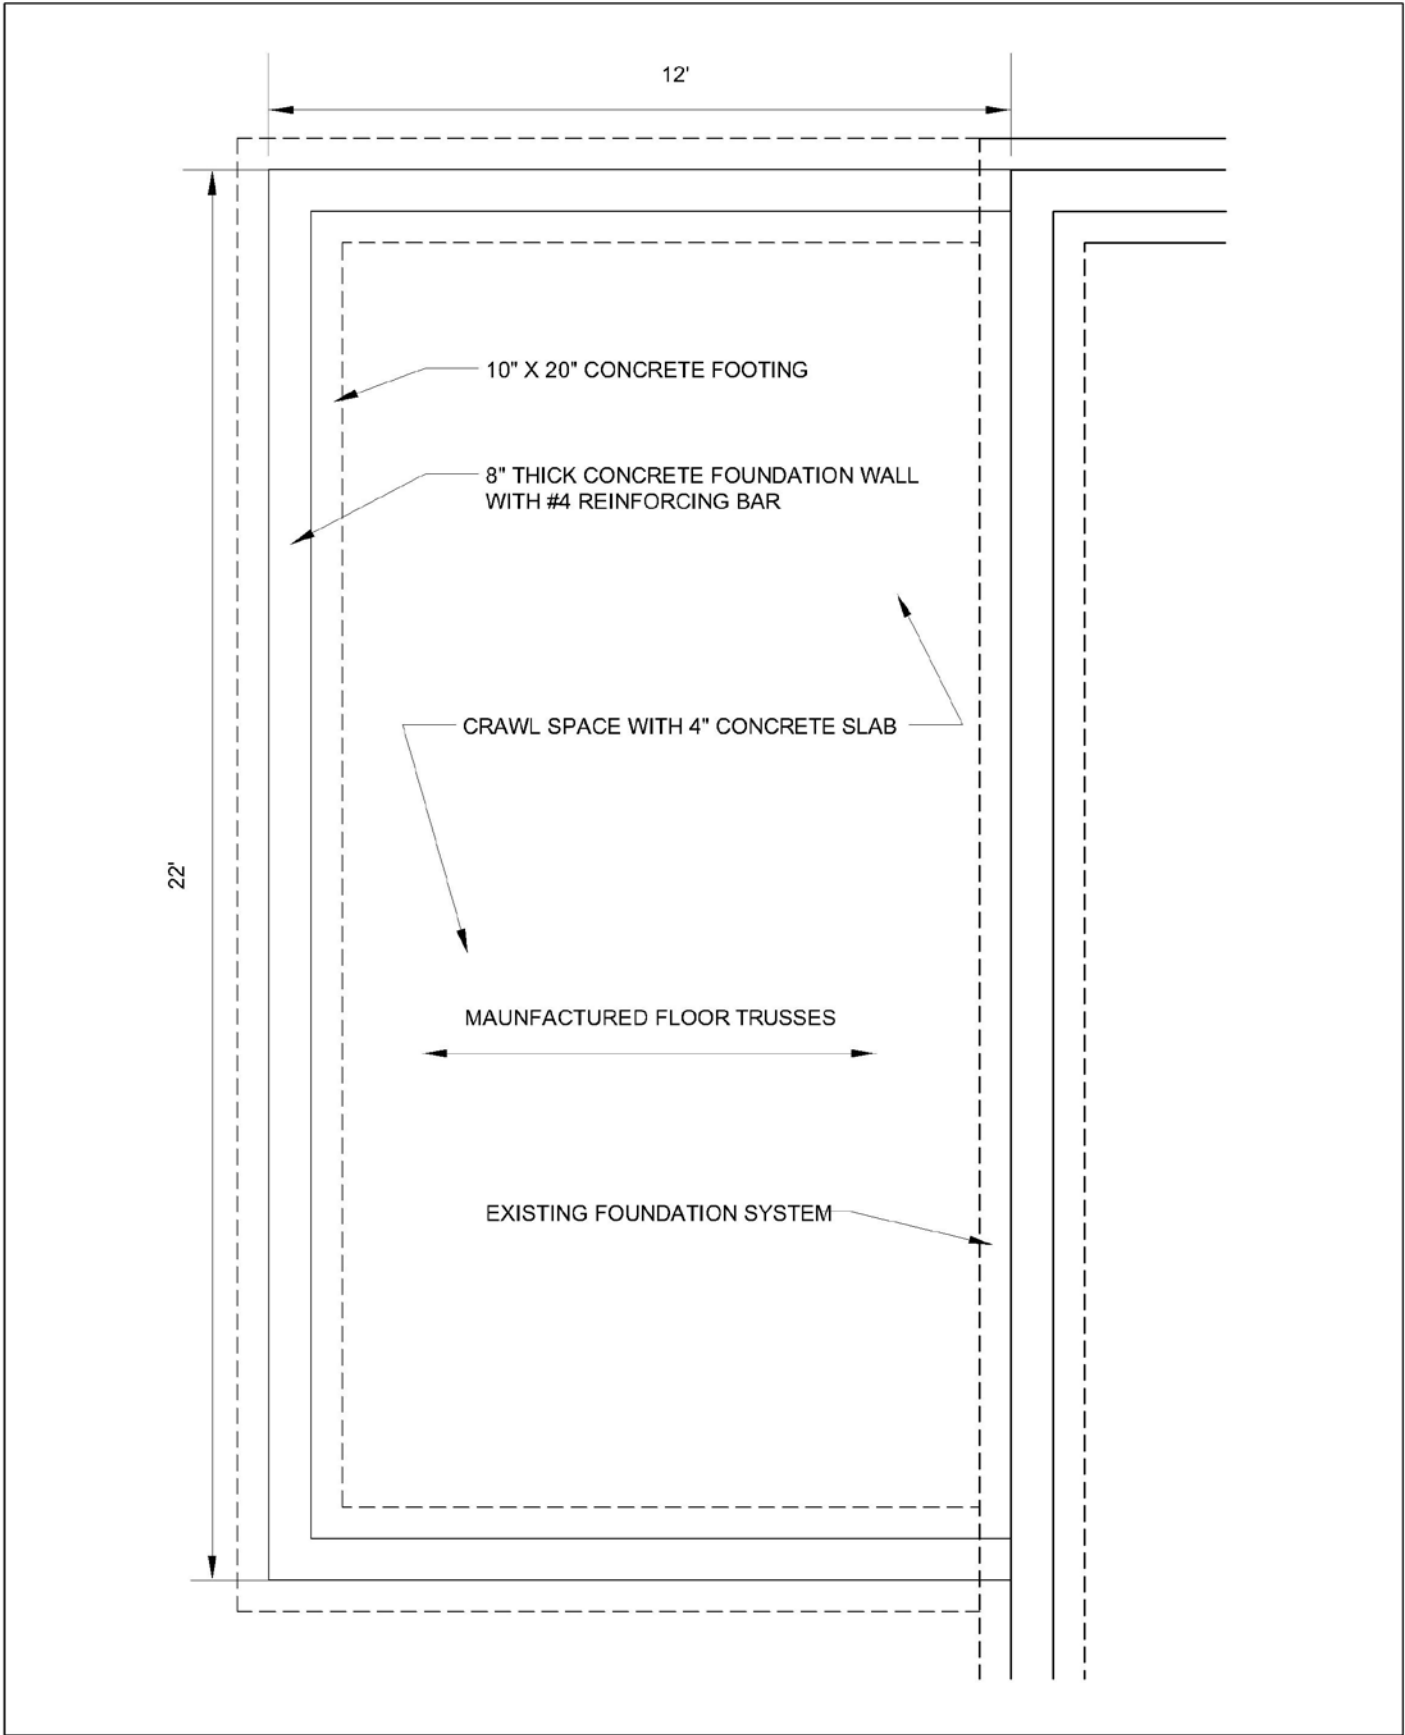 12'
10" X 20" CONCRETE FOOTING
8" THICK CONCRETE FOUNDATION WALL
WITH #4 REINFORCING BAR
CRAWL SPACE WITH 4" CONCRETE SLAB
22'
MAUNFACTURED FLOOR TRUSSES
EXISTING FOUNDATION SYSTEM